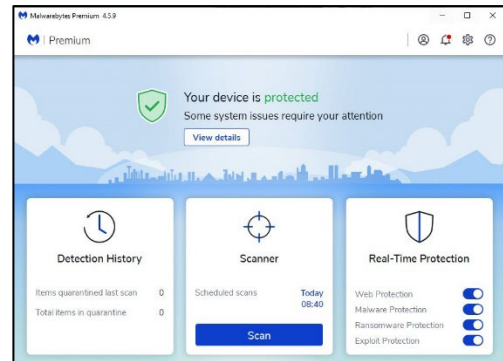 Malwarebytes Premium 4.5.9
Premium
Your device is protected
Some system issues require your attention
View details
Detection History
Items quarantined last scan 0
Total items in quarantine 0
Scanner
Scheduled scans Today
08:40
Scan
Real-Time Protection
Web Protection
Malware Protection
Ransomware Protection
Exploit Protection